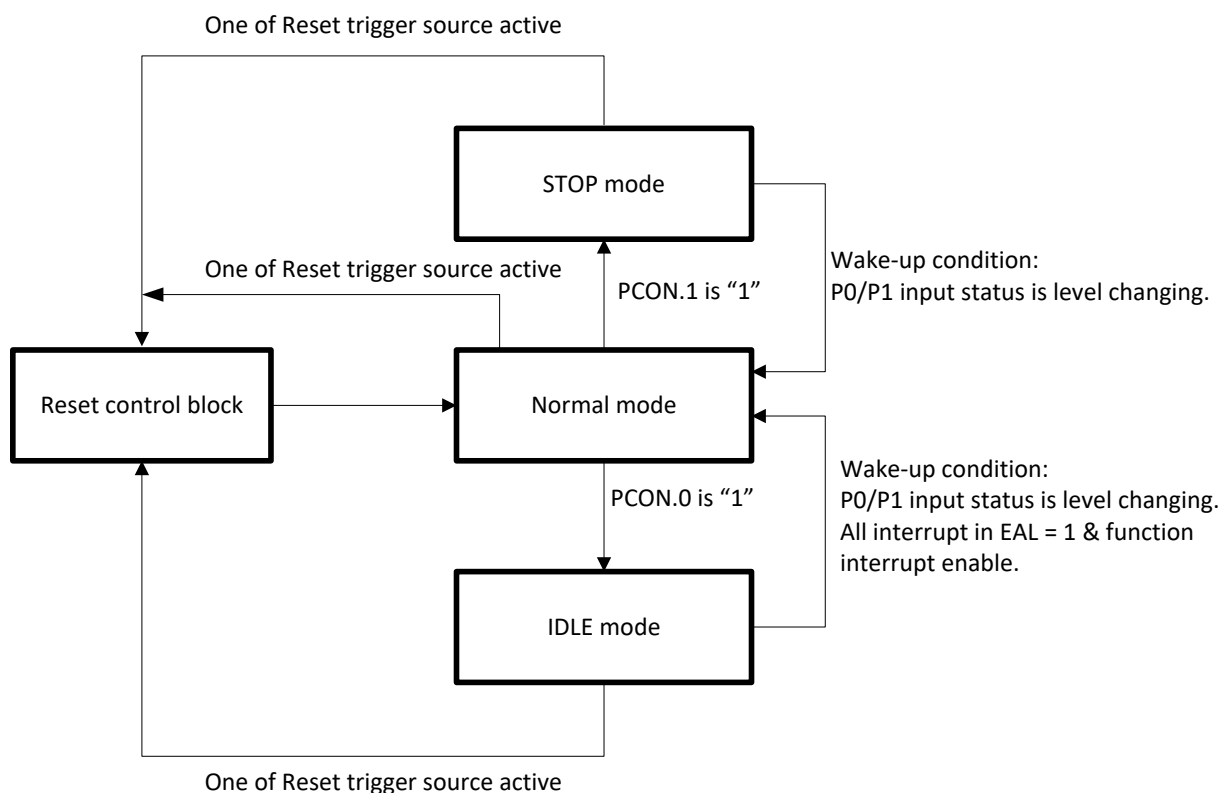 One of Reset trigger source active
STOP mode
One of Reset trigger source active
PCON.1 is “1”
Wake-up condition:
P0/P1 input status is level changing.
Reset control block
Normal mode
PCON.0 is “1”
Wake-up condition:
P0/P1 input status is level changing.
All interrupt in EAL = 1 & function
interrupt enable.
IDLE mode
One of Reset trigger source active